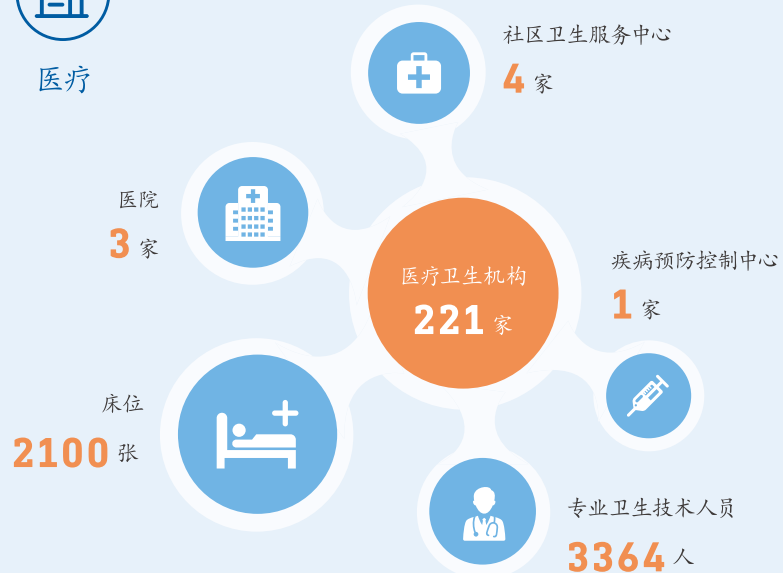 医疗
社区卫生服务中心
4 家
医院
3 家
医疗卫生机构
221 家
疾病预防控制中心
1 家
床位
2100 张
专业卫生技术人员
3364 人